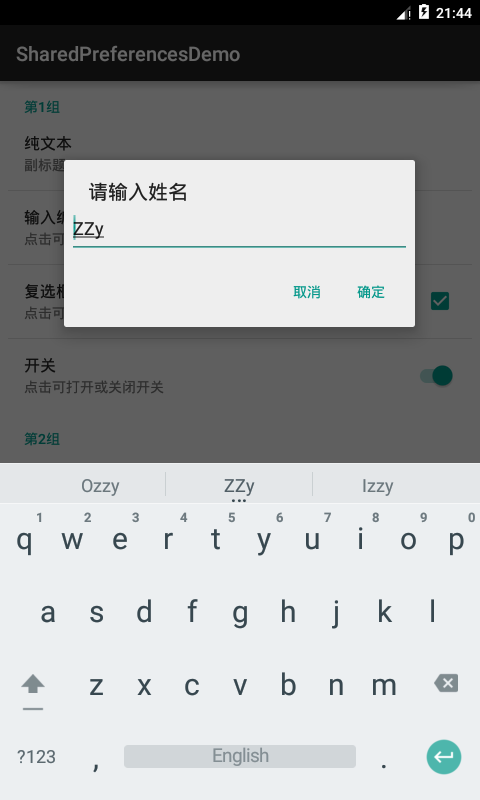 21:44
SharedPreferencesDemo
第1组
纯文本
副标题
请输入姓名
ZZy
输入
点击可
取消 确定
复选
点击可
开关
点击可打开或关闭开关
第2组
Ozzy ZZy Izzy
1 2 3 4 5 6 7 8 9 0
q w e r t y u i o p
a s d f g h j k l
z x c v b n m
?123 , English .